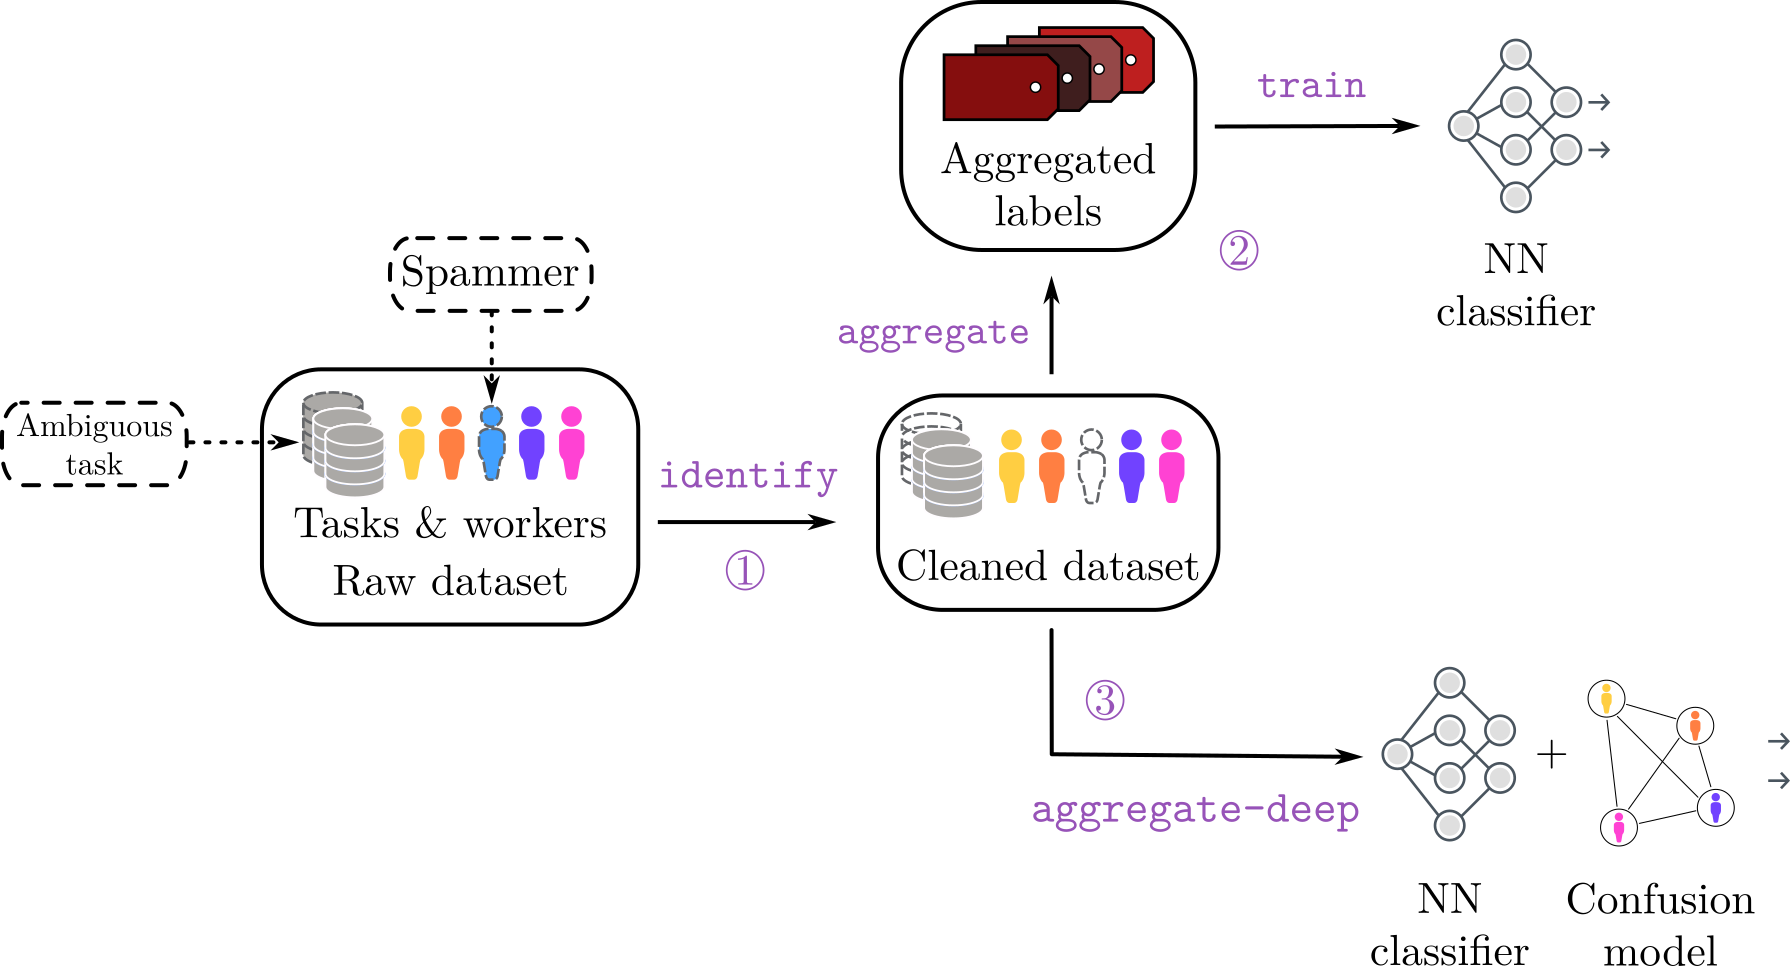 Spammer
Ambiguous
task
Tasks & workers
Raw dataset
identify
①
Cleaned dataset
aggregate
Aggregated
labels
②
train
NN
classifier
③
aggregate-deep
+
NN
classifier
Confusion
model